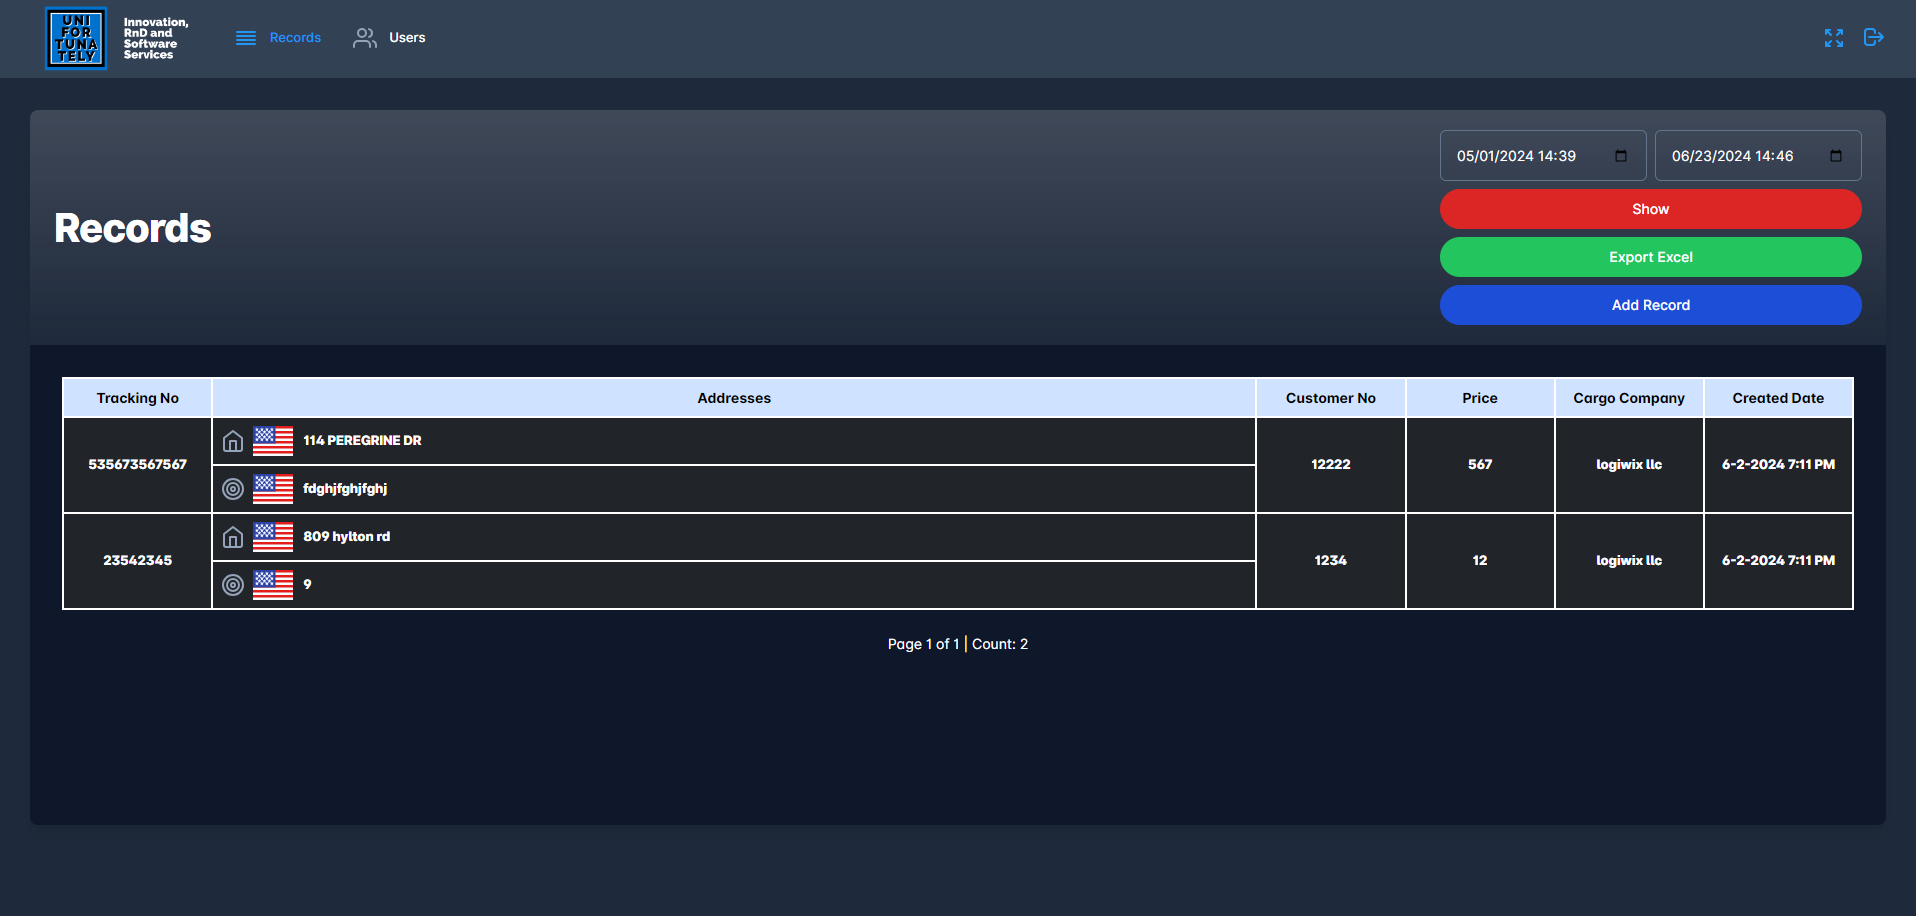 UNI
FOR
TUNA
TELY
Innovation,
RnD and
Software
Services
Records
Users
05/01/2024 14:39
06/23/2024 14:46
Show
Records
Export Excel
Add Record
Tracking No Addresses Customer No Price Cargo Company Created Date
114 PEREGRINE DR
535673567567 12222 567 logiwix llc 6-2-2024 7:11 PM
fdghjfghjfghj
809 hylton rd
23542345 1234 12 logiwix llc 6-2-2024 7:11 PM
9
Page 1 of 1 | Count: 2